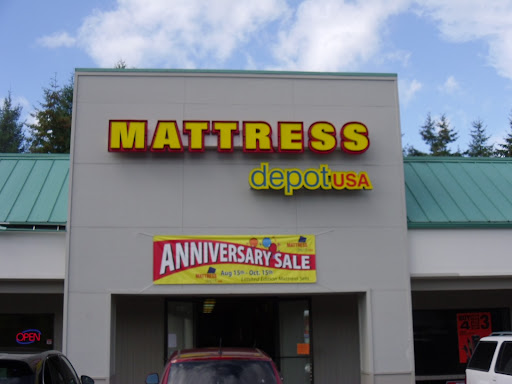 MATTRESS
depot USA
ANNIVERSARY SALE
Aug 15th - Oct. 15th
OPEN